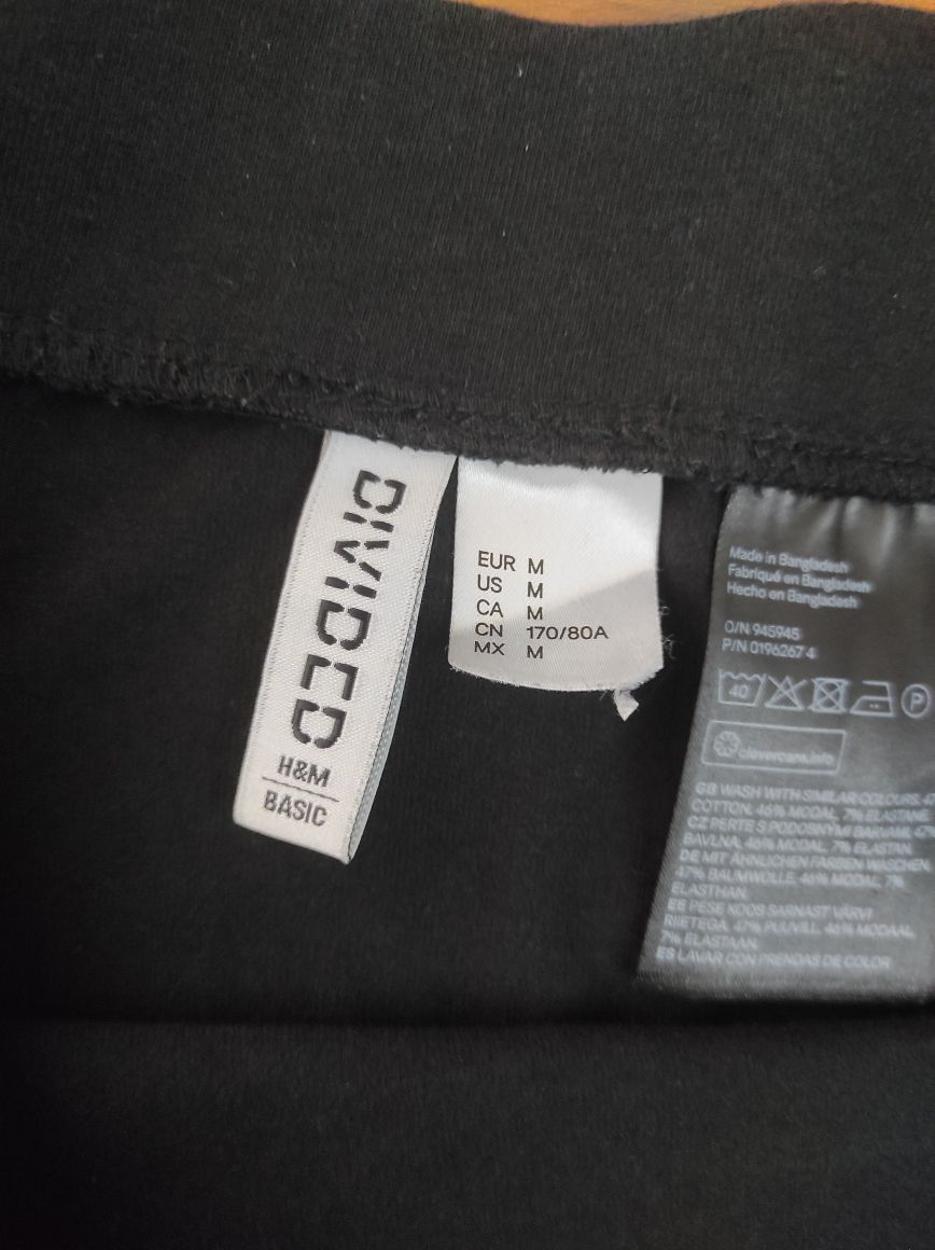 DIVIDED
H&M
BASIC
EUR M
US M
CA M
CN 170/80A
MX M
Made in Bangladesh
Fabriqué en Bangladesh
Hecho en Bangladesh
O/N 945945
P/N 0196267 4
40
P
clevercare.info
GB WASH WITH SIMILAR COLOURS. 47%
COTTON, 46% MODAL, 7% ELASTANE
CZ PERTE S PODOBNÝMI BARVAMI. 47%
BAVLNA, 46% MODAL, 7% ELASTAN.
DE MIT ÄHNLICHEN FARBEN WASCHEN.
47% BAUMWOLLE, 46% MODAL, 7%
ELASTHAN.
EE PESE KOOS SARNAST VÄRVI
RIIETEGA. 47% PUUVILL, 46% MODAAL,
7% ELASTAAN.
ES LAVAR CON PRENDAS DE COLOR